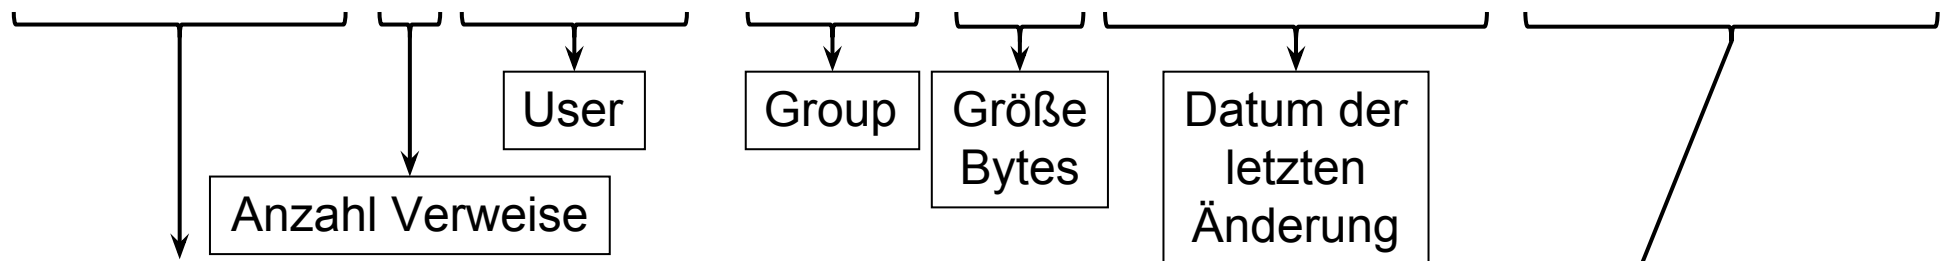 User
Group
Größe
Bytes
Datum der
letzten
Änderung
Anzahl Verweise